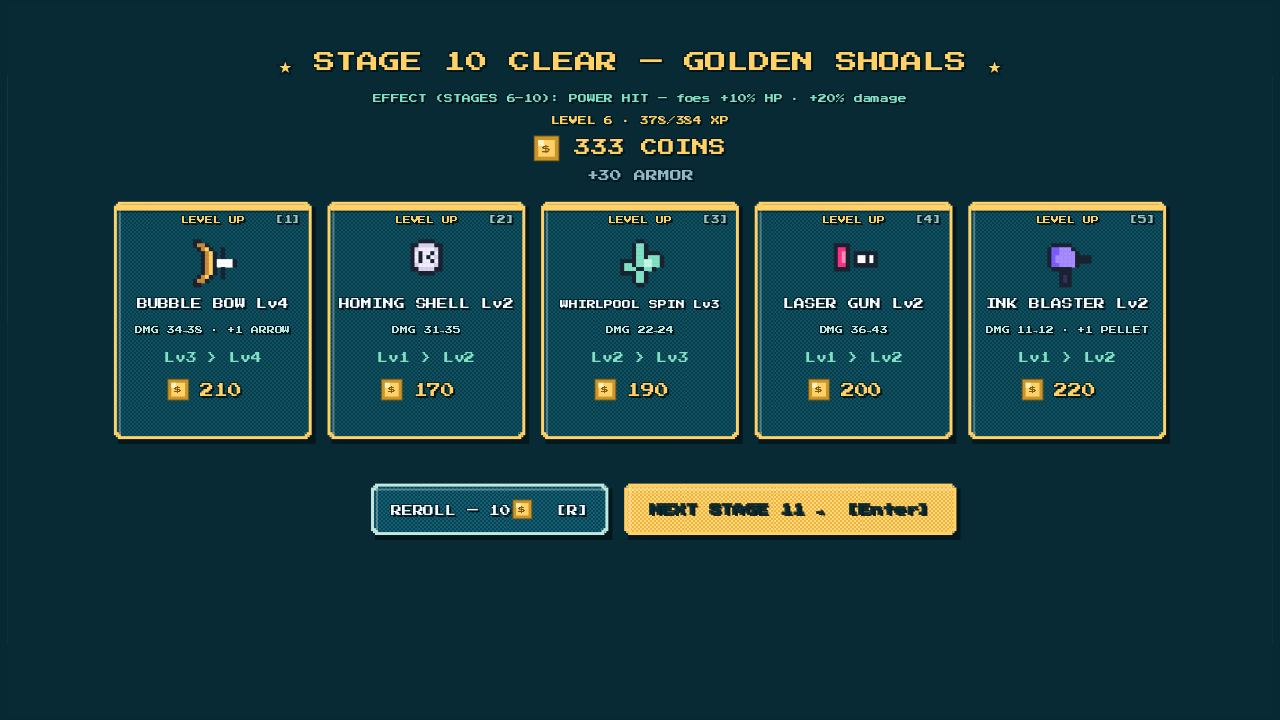 ★ STAGE 10 CLEAR — GOLDEN SHOALS ★
EFFECT (STAGES 6-10): POWER HIT — foes +10% HP · +20% damage
LEVEL 6 · 378/384 XP
$ 333 COINS
+30 ARMOR
LEVEL UP [1]
BUBBLE BOW Lv4
DMG 34-38 · +1 ARROW
Lv3 > Lv4
$ 210
LEVEL UP [2]
HOMING SHELL Lv2
DMG 31-35
Lv1 > Lv2
$ 170
LEVEL UP [3]
WHIRLPOOL SPIN Lv3
DMG 22-24
Lv2 > Lv3
$ 190
LEVEL UP [4]
LASER GUN Lv2
DMG 36-43
Lv1 > Lv2
$ 200
LEVEL UP [5]
INK BLASTER Lv2
DMG 11-12 · +1 PELLET
Lv1 > Lv2
$ 220
REROLL — 10 $ [R]
NEXT STAGE 11 [Enter]